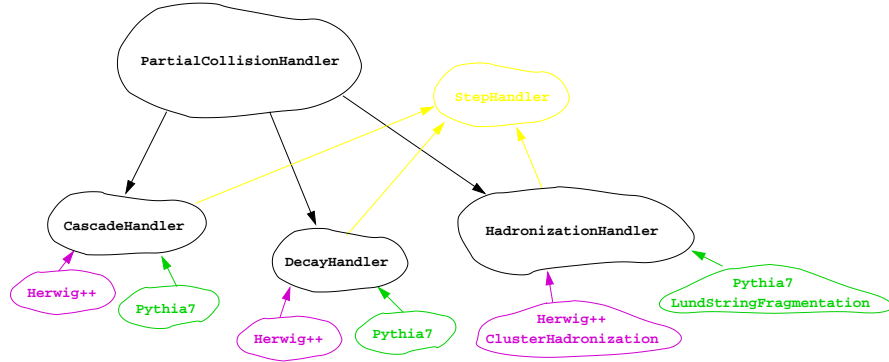 PartialCollisionHandler
StepHandler
CascadeHandler
HadronizationHandler
DecayHandler
Herwig++
Pythia7
Herwig++
Pythia7
Herwig++
ClusterHadronization
Pythia7
LundStringFragmentation